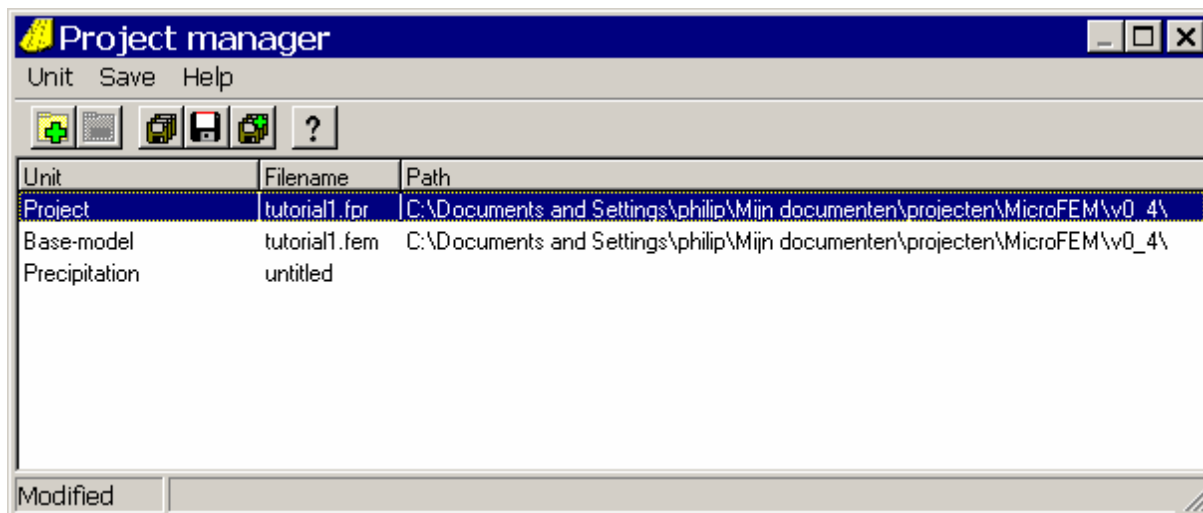 Project manager
Unit Save Help
?
Unit Filename Path
Project tutorial1.fpr C:\Documents and Settings\philip\Mijn documenten\projecten\MicroFEM\v0_4\
Base-model tutorial1.fem C:\Documents and Settings\philip\Mijn documenten\projecten\MicroFEM\v0_4\
Precipitation untitled
Modified